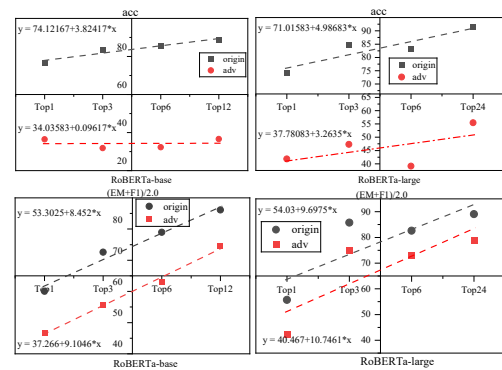 acc
y = 74.12167+3.82417*x
80
60
origin
adv
Top1 Top3 Top6 Top12
y = 34.03583+0.09617*x
40
20
RoBERTa-base
acc
y = 71.01583+4.98683*x
90
85
80
75
70
65
origin
adv
Top1 Top3 Top6 Top24
y = 37.78083+3.2635*x
60
55
50
45
40
RoBERTa-large
(EM+F1)/2.0
y = 53.3025+8.452*x
80
70
60
50
40
origin
adv
Top1 Top3 Top6 Top12
y = 37.266+9.1046*x
RoBERTa-base
(EM+F1)/2.0
y = 54.03+9.6975*x
90
80
70
60
50
40
origin
adv
Top1 Top3 Top6 Top24
y = 40.467+10.7461*x
RoBERTa-large